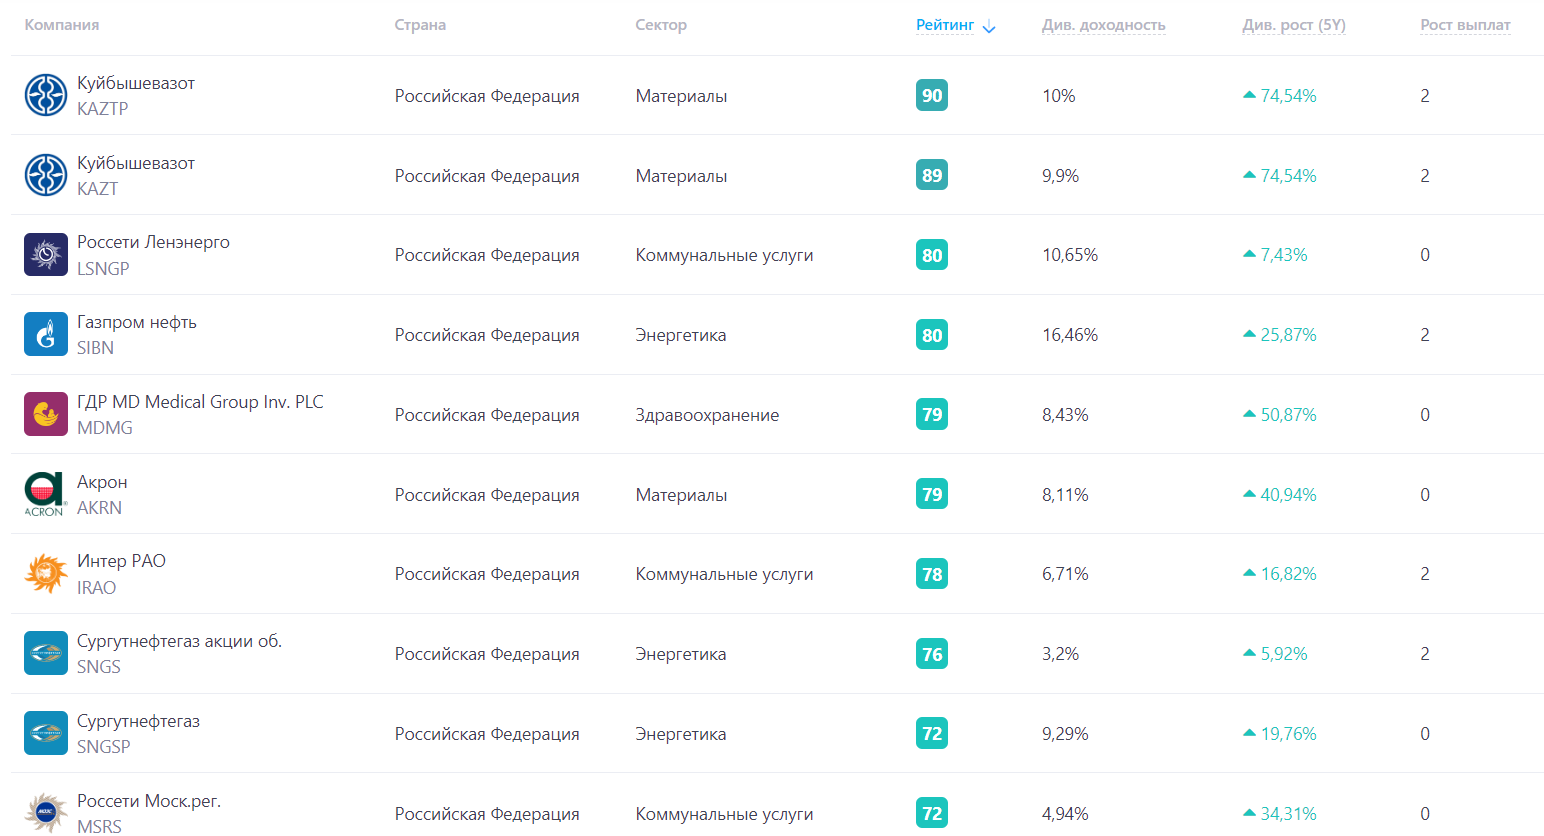 Компания Страна Сектор Рейтинг Див. доходность Див. рост (5Y) Рост выплат
Куйбышевазот
KAZTP
Российская Федерация Материалы 90 10% 74,54% 2
Куйбышевазот
KAZT
Российская Федерация Материалы 89 9,9% 74,54% 2
Россети Ленэнерго
LSNGP
Российская Федерация Коммунальные услуги 80 10,65% 7,43% 0
Газпром нефть
SIBN
Российская Федерация Энергетика 80 16,46% 25,87% 2
ГДР MD Medical Group Inv. PLC
MDMG
Российская Федерация Здравоохранение 79 8,43% 50,87% 0
Акрон
AKRN
ACRON
Российская Федерация Материалы 79 8,11% 40,94% 0
Интер РАО
IRAO
Российская Федерация Коммунальные услуги 78 6,71% 16,82% 2
Сургутнефтегаз акции об.
SNGS
Российская Федерация Энергетика 76 3,2% 5,92% 2
Сургутнефтегаз
SNGSP
Российская Федерация Энергетика 72 9,29% 19,76% 0
Россети Моск.рег.
MSRS
Российская Федерация Коммунальные услуги 72 4,94% 34,31% 0